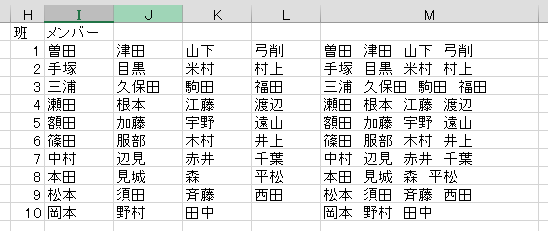 H I J K L M
班 メンバー
1 曽田 津田 山下 弓削 曽田 津田 山下 弓削
2 手塚 目黒 米村 村上 手塚 目黒 米村 村上
3 三浦 久保田 駒田 福田 三浦 久保田 駒田 福田
4 瀬田 根本 江藤 渡辺 瀬田 根本 江藤 渡辺
5 額田 加藤 宇野 遠山 額田 加藤 宇野 遠山
6 篠田 服部 木村 井上 篠田 服部 木村 井上
7 中村 辺見 赤井 千葉 中村 辺見 赤井 千葉
8 本田 見城 森 平松 本田 見城 森 平松
9 松本 須田 斉藤 西田 松本 須田 斉藤 西田
10 岡本 野村 田中 岡本 野村 田中